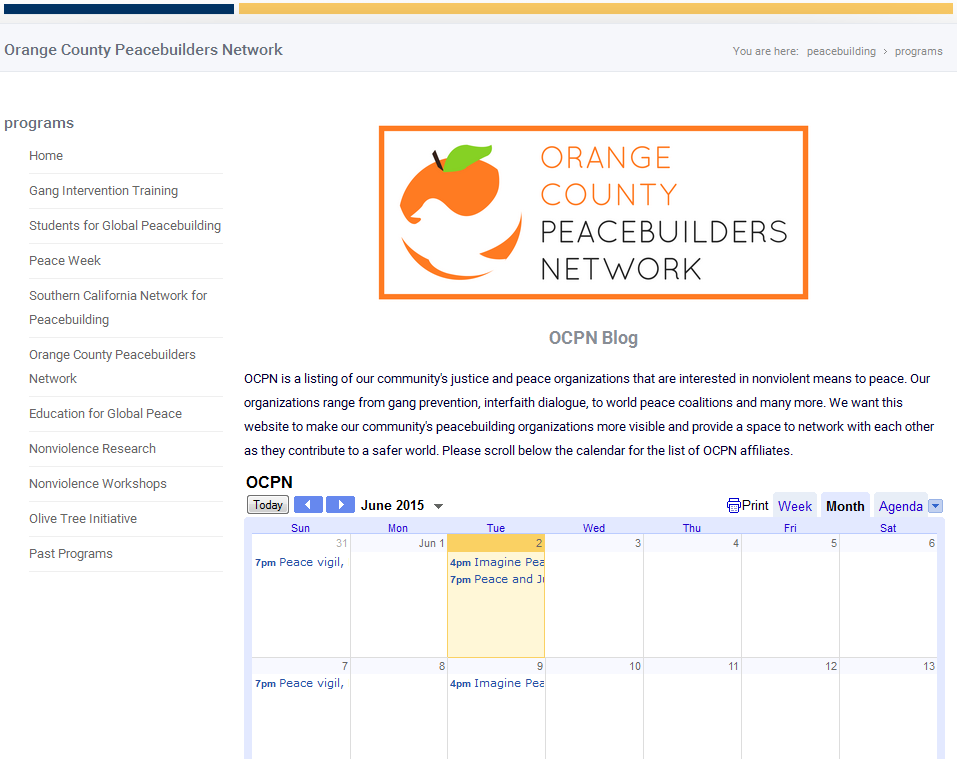 Orange County Peacebuilders Network
You are here: peacebuilding › programs
programs
Home
Gang Intervention Training
Students for Global Peacebuilding
Peace Week
Southern California Network for
Peacebuilding
Orange County Peacebuilders
Network
Education for Global Peace
Nonviolence Research
Nonviolence Workshops
Olive Tree Initiative
Past Programs
ORANGE
COUNTY
PEACEBUILDERS
NETWORK
OCPN Blog
OCPN is a listing of our community's justice and peace organizations that are interested in nonviolent means to peace. Our
organizations range from gang prevention, interfaith dialogue, to world peace coalitions and many more. We want this
website to make our community's peacebuilding organizations more visible and provide a space to network with each other
as they contribute to a safer world. Please scroll below the calendar for the list of OCPN affiliates.
OCPN
Today June 2015 Print Week Month Agenda
Sun Mon Tue Wed Thu Fri Sat
31 Jun 1 2 3 4 5 6
7pm Peace vigil, 4pm Imagine Pea
7pm Peace and Ju
7 8 9 10 11 12 13
7pm Peace vigil, 4pm Imagine Pea